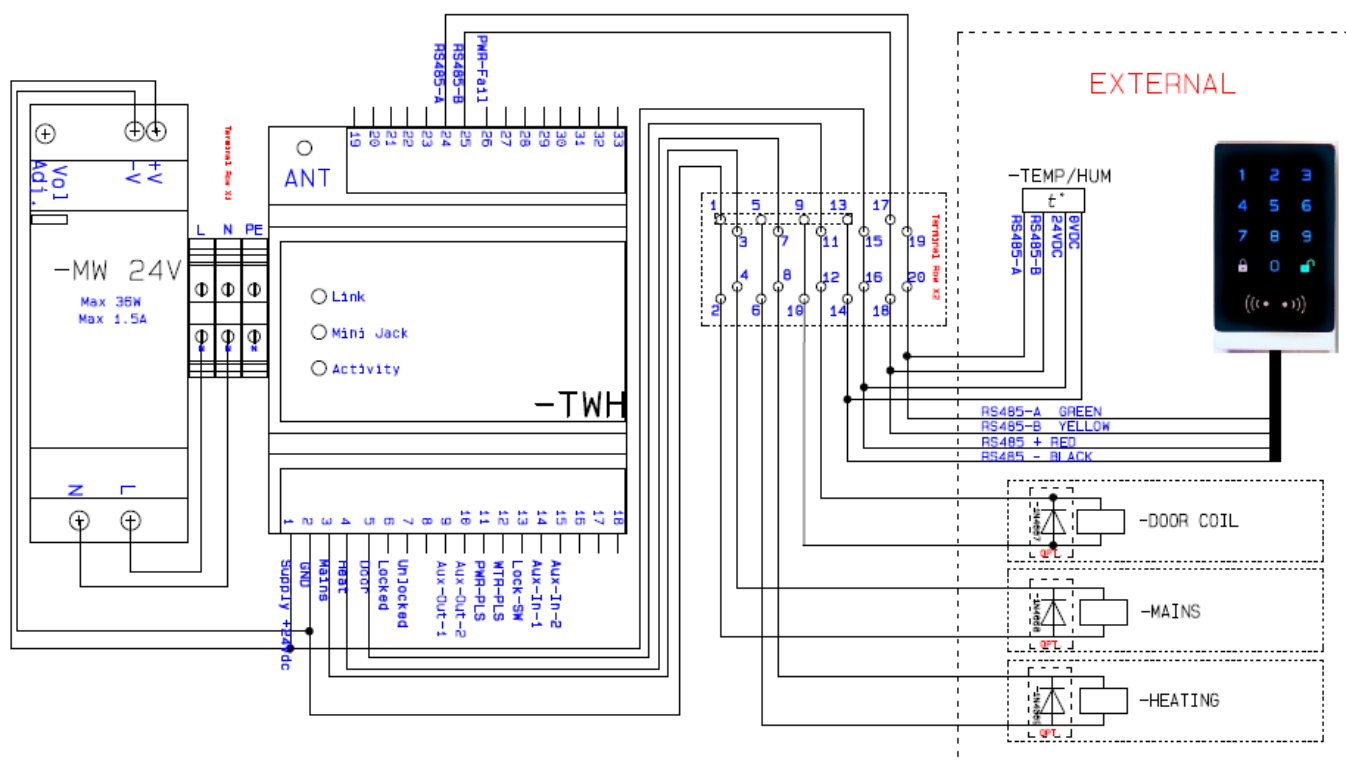 EXTERNAL
RS485-A
RS485-B
PWR-Fail
19
20
21
22
23
24
25
26
27
28
29
30
31
32
33
ANT
+V
-V
Vol
Adj.
Terminal Row X1
L N PE
-MW 24V
Max 36W
Max 1.5A
N
N
N
N L
Link
Mini Jack
Activity
-TWH
1
2
3
4
5
6
7
8
9
10
11
12
13
14
15
16
17
18
Supply +24Vdc
GND
Mains
Heat
Door
Locked
Unlocked
Aux-Out-1
Aux-Out-2
PWR-PLS
WTR-PLS
Lock-SW
Aux-In-1
Aux-In-2
1 5 9 13 17
3 7 11 15 19
4 8 12 16 20
2 6 10 14 18
Terminal Row X2
-TEMP/HUM
t°
RS485-A
RS485-B
24VDC
0VDC
1 2 3
4 5 6
7 8 9
0
RS485-A GREEN
RS485-B YELLOW
RS485 + RED
RS485 - BLACK
OPT.
-DOOR COIL
OPT.
-MAINS
OPT.
-HEATING